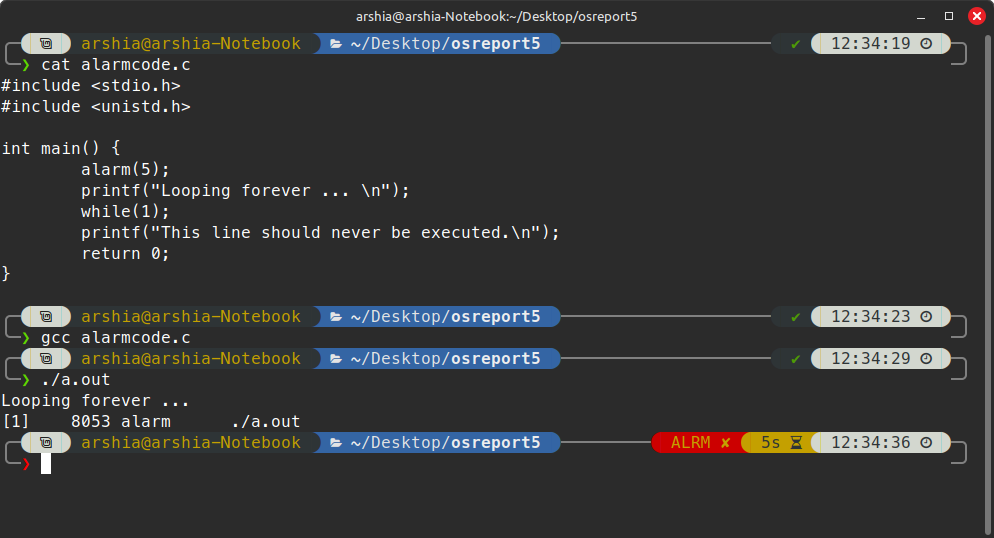 arshia@arshia-Notebook:~/Desktop/osreport5
arshia@arshia-Notebook ~/Desktop/osreport5 ✔ 12:34:19
❯ cat alarmcode.c
#include <stdio.h>
#include <unistd.h>
int main() {
alarm(5);
printf("Looping forever ... \n");
while(1);
printf("This line should never be executed.\n");
return 0;
}
arshia@arshia-Notebook ~/Desktop/osreport5 ✔ 12:34:23
❯ gcc alarmcode.c
arshia@arshia-Notebook ~/Desktop/osreport5 ✔ 12:34:29
❯ ./a.out
Looping forever ...
[1] 8053 alarm ./a.out
arshia@arshia-Notebook ~/Desktop/osreport5 ALRM ✘ 5s 12:34:36
❯